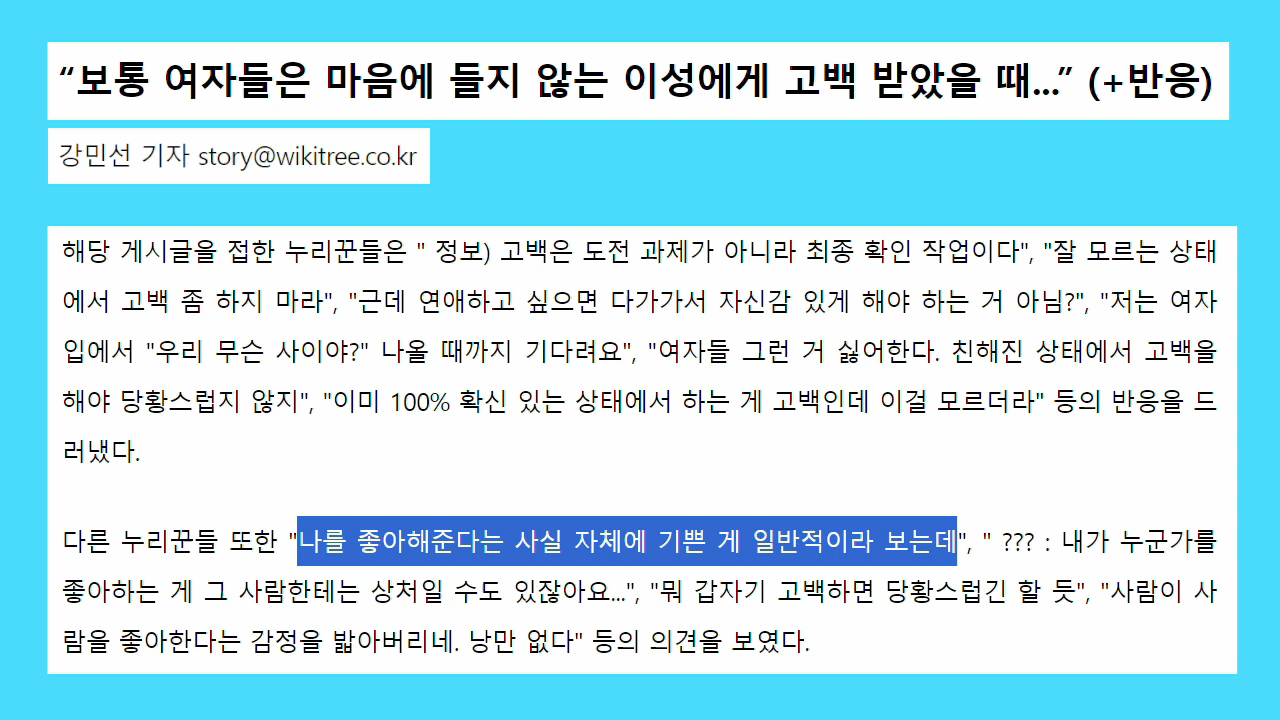 “보통 여자들은 마음에 들지 않는 이성에게 고백 받았을 때...” (+반응)
강민선 기자 story@wikitree.co.kr
해당 게시글을 접한 누리꾼들은 " 정보) 고백은 도전 과제가 아니라 최종 확인 작업이다", "잘 모르는 상태
에서 고백 좀 하지 마라", "근데 연애하고 싶으면 다가가서 자신감 있게 해야 하는 거 아님?", "저는 여자
입에서 "우리 무슨 사이야?" 나올 때까지 기다려요", "여자들 그런 거 싫어한다. 친해진 상태에서 고백을
해야 당황스럽지 않지", "이미 100% 확신 있는 상태에서 하는 게 고백인데 이걸 모르더라" 등의 반응을 드
러냈다.
다른 누리꾼들 또한 "나를 좋아해준다는 사실 자체에 기쁜 게 일반적이라 보는데", " ??? : 내가 누군가를
좋아하는 게 그 사람한테는 상처일 수도 있잖아요...", "뭐 갑자기 고백하면 당황스럽긴 할 듯", "사람이 사
람을 좋아한다는 감정을 밟아버리네. 낭만 없다" 등의 의견을 보였다.